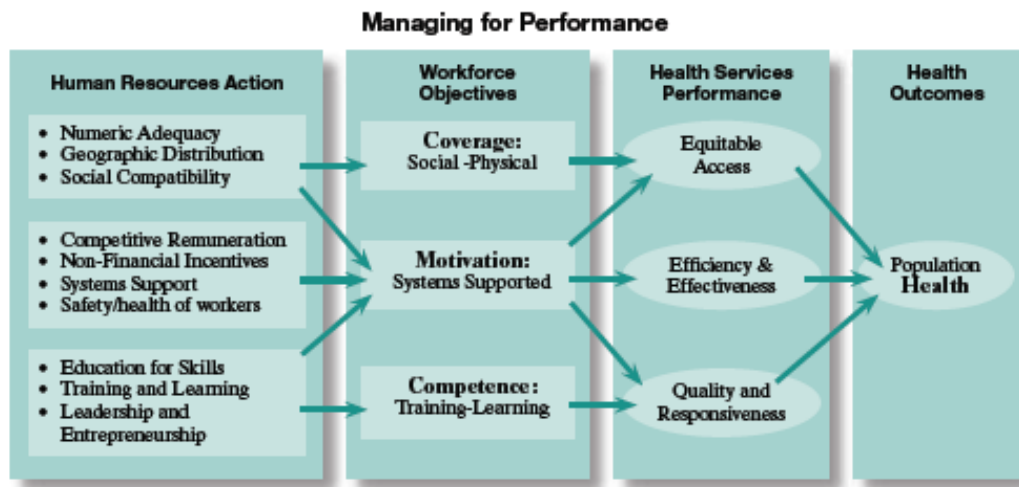 Managing for Performance
Human Resources Action
• Numeric Adequacy
• Geographic Distribution
• Social Compatibility
• Competitive Remuneration
• Non-Financial Incentives
• Systems Support
• Safety/health of workers
• Education for Skills
• Training and Learning
• Leadership and
Entrepreneurship
Workforce
Objectives
Coverage:
Social -Physical
Motivation:
Systems Supported
Competence:
Training-Learning
Health Services
Performance
Equitable
Access
Efficiency &
Effectiveness
Quality and
Responsiveness
Health
Outcomes
Population
Health